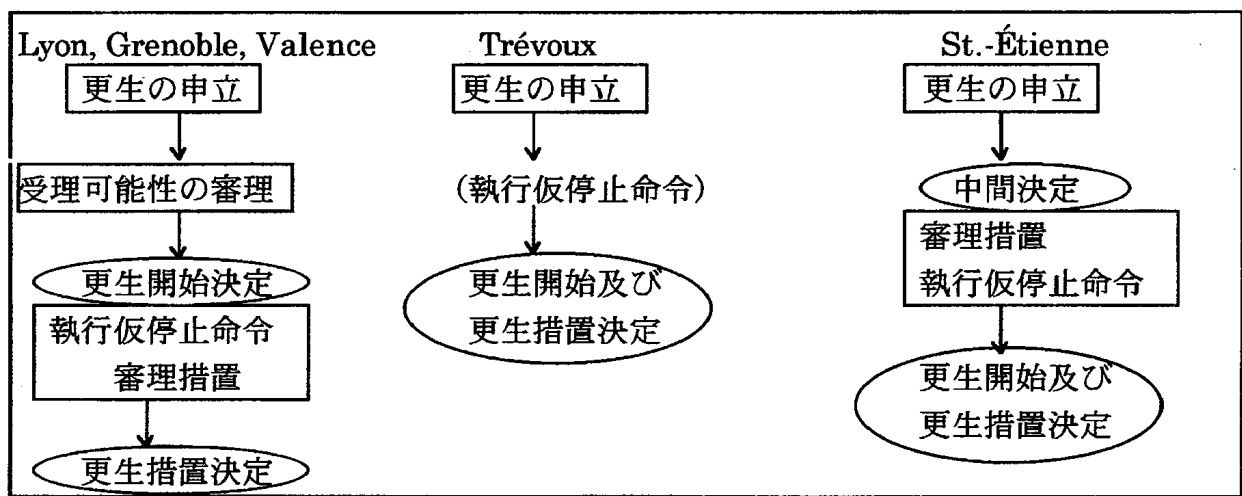 Lyon, Grenoble, Valence
更生の申立
受理可能性の審理
更生開始決定
執行仮停止命令
審理措置
更生措置決定
Trévoux
更生の申立
(執行仮停止命令)
更生開始及び
更生措置決定
St.-Étienne
更生の申立
中間決定
審理措置
執行仮停止命令
更生開始及び
更生措置決定